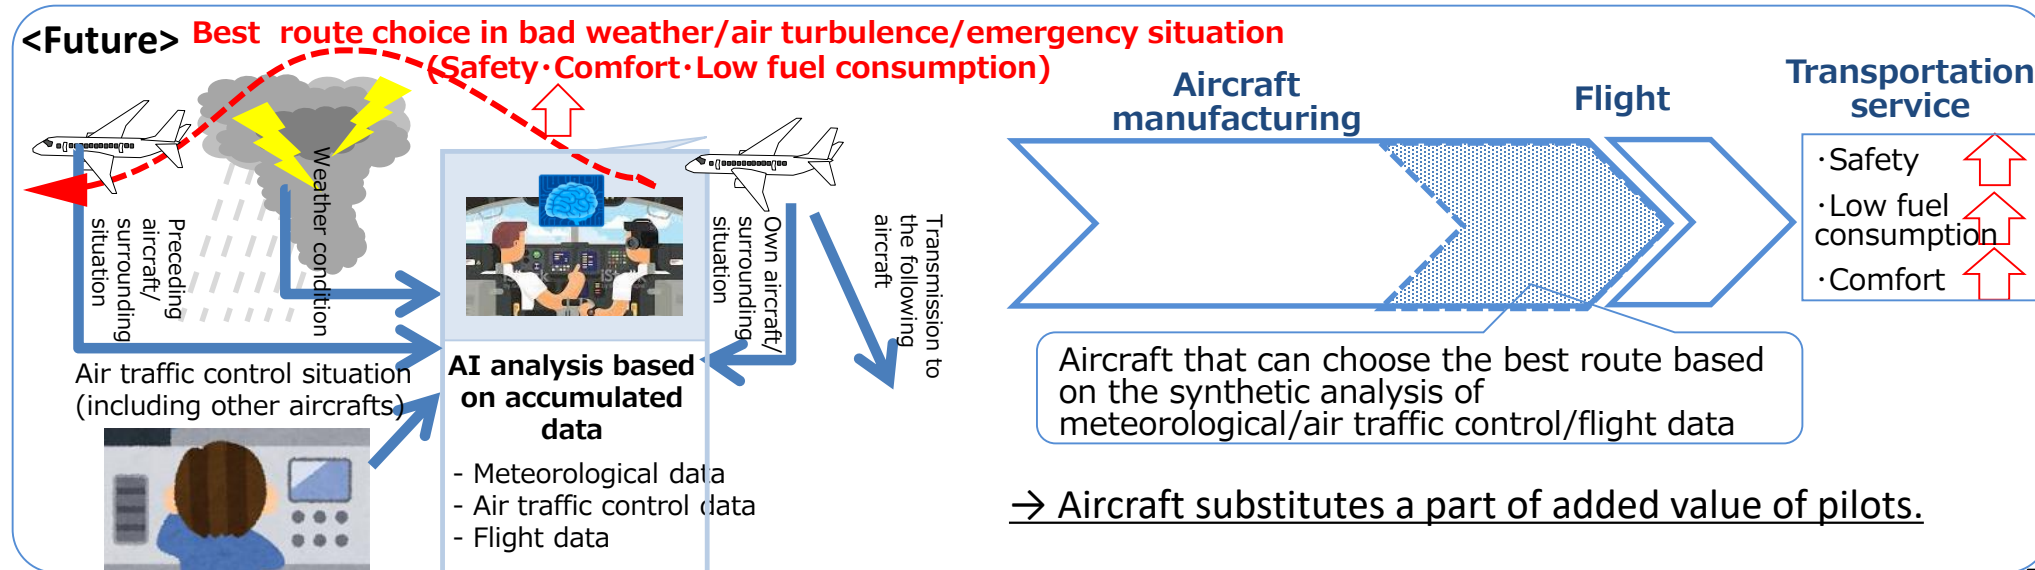 <Future>
Best route choice in bad weather/air turbulence/emergency situation
(Safety･Comfort･Low fuel consumption)
Preceding
aircraft/
surrounding
situation
Weather condition
Own aircraft/
surrounding
situation
Transmission to
the following
aircraft
Air traffic control situation
(including other aircrafts)
AI analysis based
on accumulated
data
- Meteorological data
- Air traffic control data
- Flight data
Aircraft
manufacturing
Flight
Transportation
service
･Safety
･Low fuel
consumption
･Comfort
Aircraft that can choose the best route based
on the synthetic analysis of
meteorological/air traffic control/flight data
→ Aircraft substitutes a part of added value of pilots.